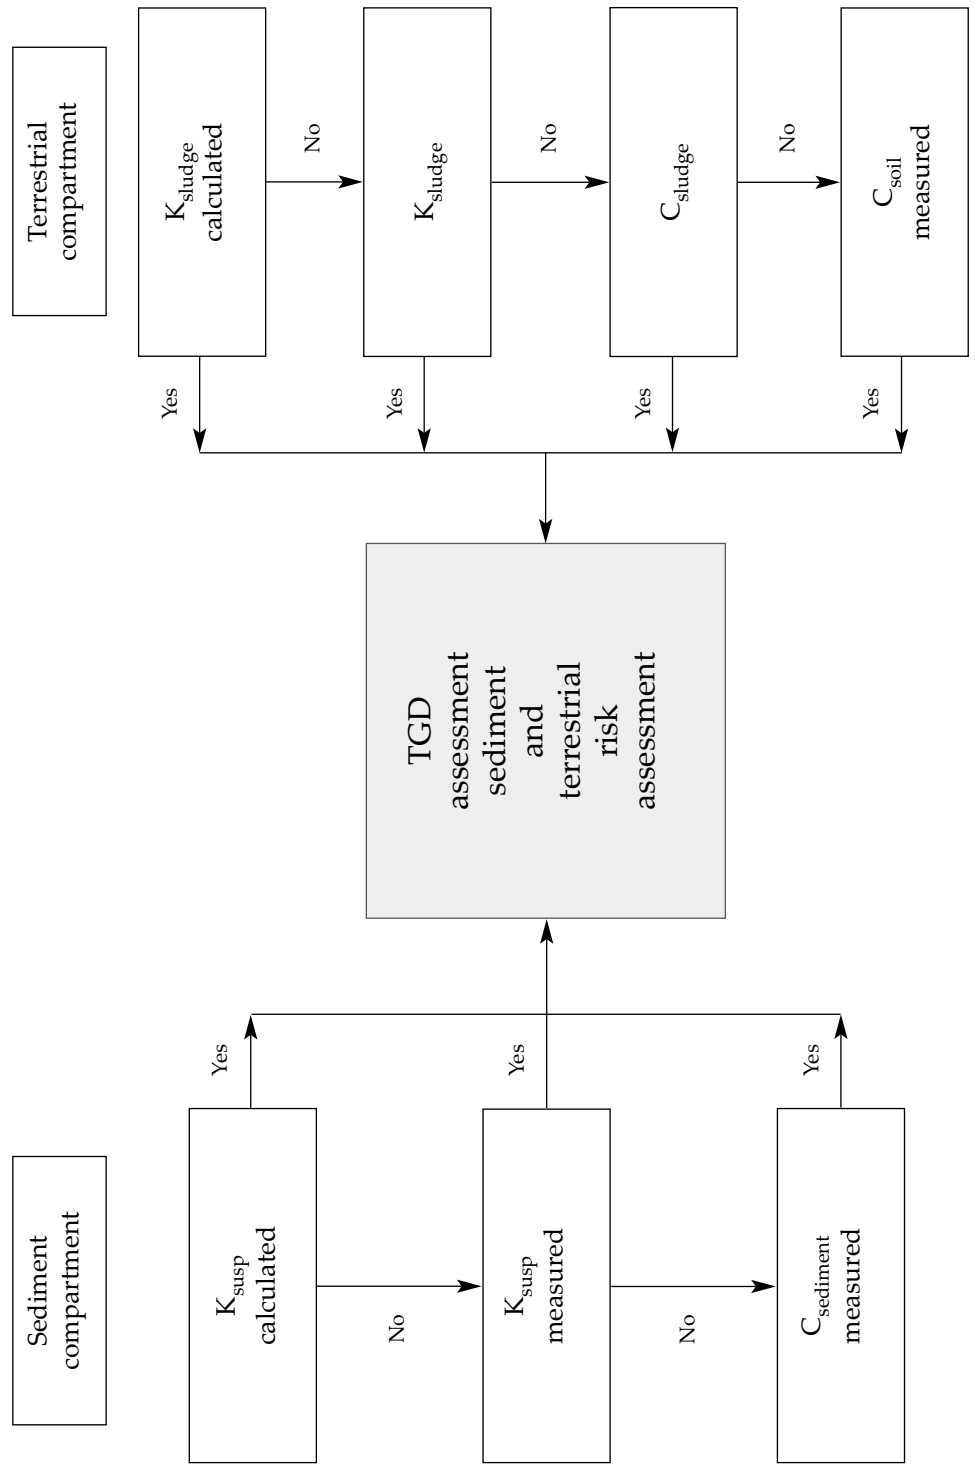 Sediment
compartment
Terrestrial
compartment
K_susp
calculated
Yes
No
K_susp
measured
Yes
No
C_sediment
measured
Yes
TGD
assessment
sediment
and
terrestrial
risk
assessment
K_sludge
calculated
Yes
No
K_sludge
Yes
No
C_sludge
Yes
No
C_soil
measured
Yes